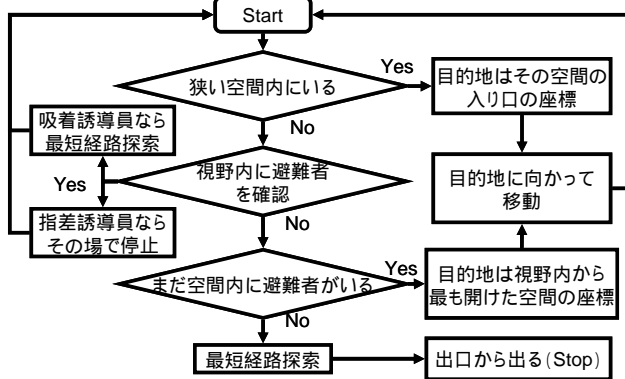 Start
狭い空間内にいる
Yes
目的地はその空間の
入り口の座標
No
吸着誘導員なら
最短経路探索
Yes
視野内に避難者
を確認
目的地に向かって
移動
指差誘導員なら
その場で停止
No
まだ空間内に避難者がいる
Yes
目的地は視野内から
最も開けた空間の座標
No
最短経路探索
出口から出る(Stop)